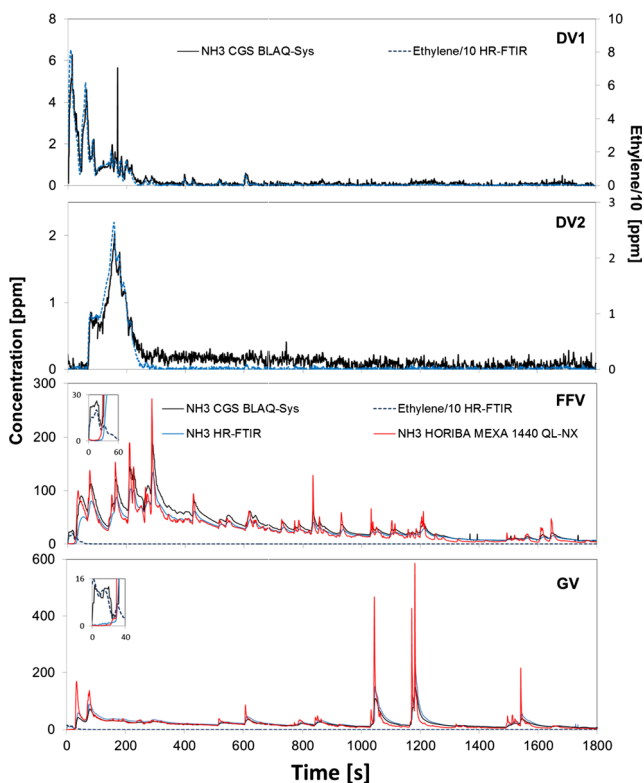 8
10
NH3 CGS BLAQ-Sys
Ethylene/10 HR-FTIR
DV1
6
8
4
6
4
2
2
0
0
Ethylene/10 [ppm]
DV2
3
2
2
1
1
0
0
Concentration [ppm]
300
30
NH3 CGS BLAQ-Sys
Ethylene/10 HR-FTIR
FFV
NH3 HR-FTIR
NH3 HORIBA MEXA 1440 QL-NX
200
0
0 60
100
0
600
16
GV
400
0
0 40
200
0
0 200 400 600 800 1000 1200 1400 1600 1800
Time [s]